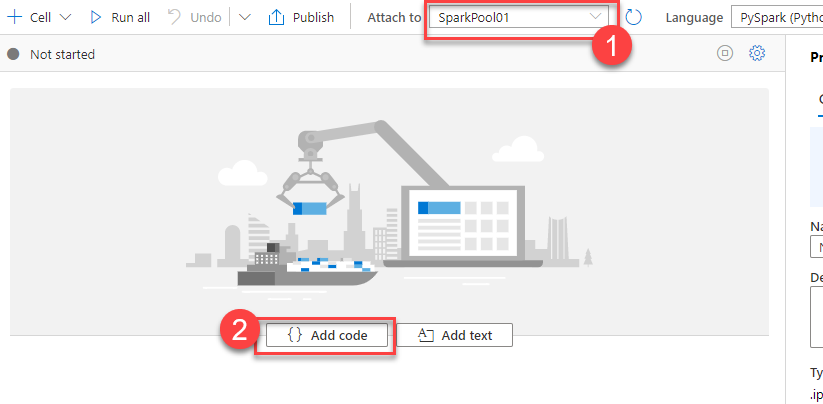 + Cell Run all Undo Publish Attach to SparkPool01 Language PySpark (Pytho
1
Not started
Pr
Na
2 {} Add code Add text
De
Ty
.ip